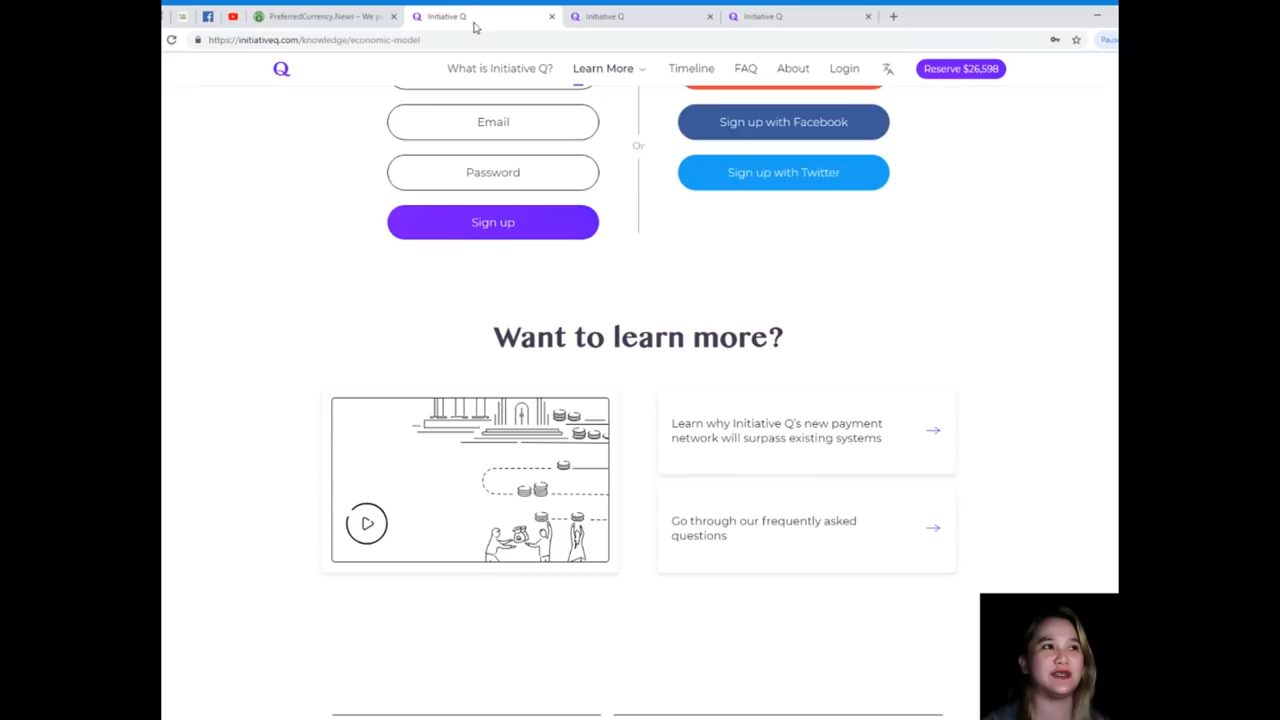 PreferredCurrency.News – We p
Initiative Q
Initiative Q
Initiative Q
https://initiativeq.com/knowledge/economic-model
Paus
Q
What is Initiative Q?
Learn More
Timeline
FAQ
About
Login
Reserve $26,598
Email
Password
Sign up
Or
Sign up with Facebook
Sign up with Twitter
Want to learn more?
Learn why Initiative Q's new payment
network will surpass existing systems
Go through our frequently asked
questions